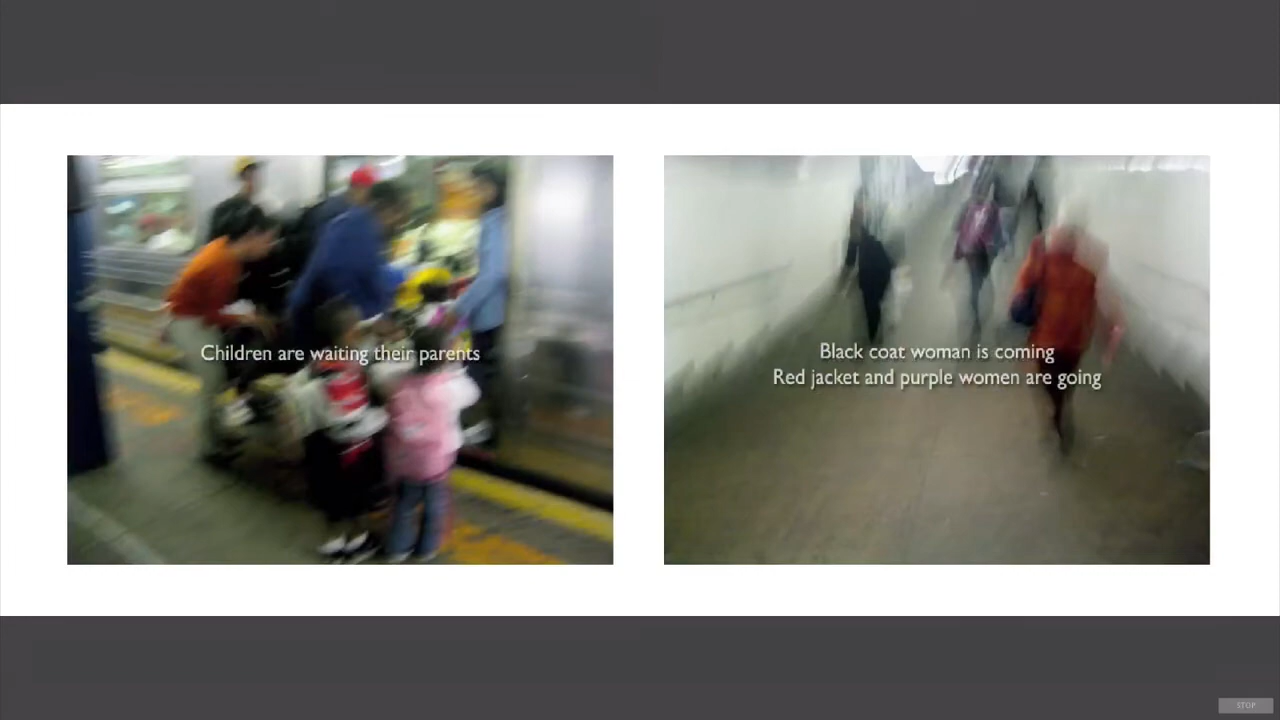 Children are waiting their parents
Black coat woman is coming
Red jacket and purple women are going
STOP